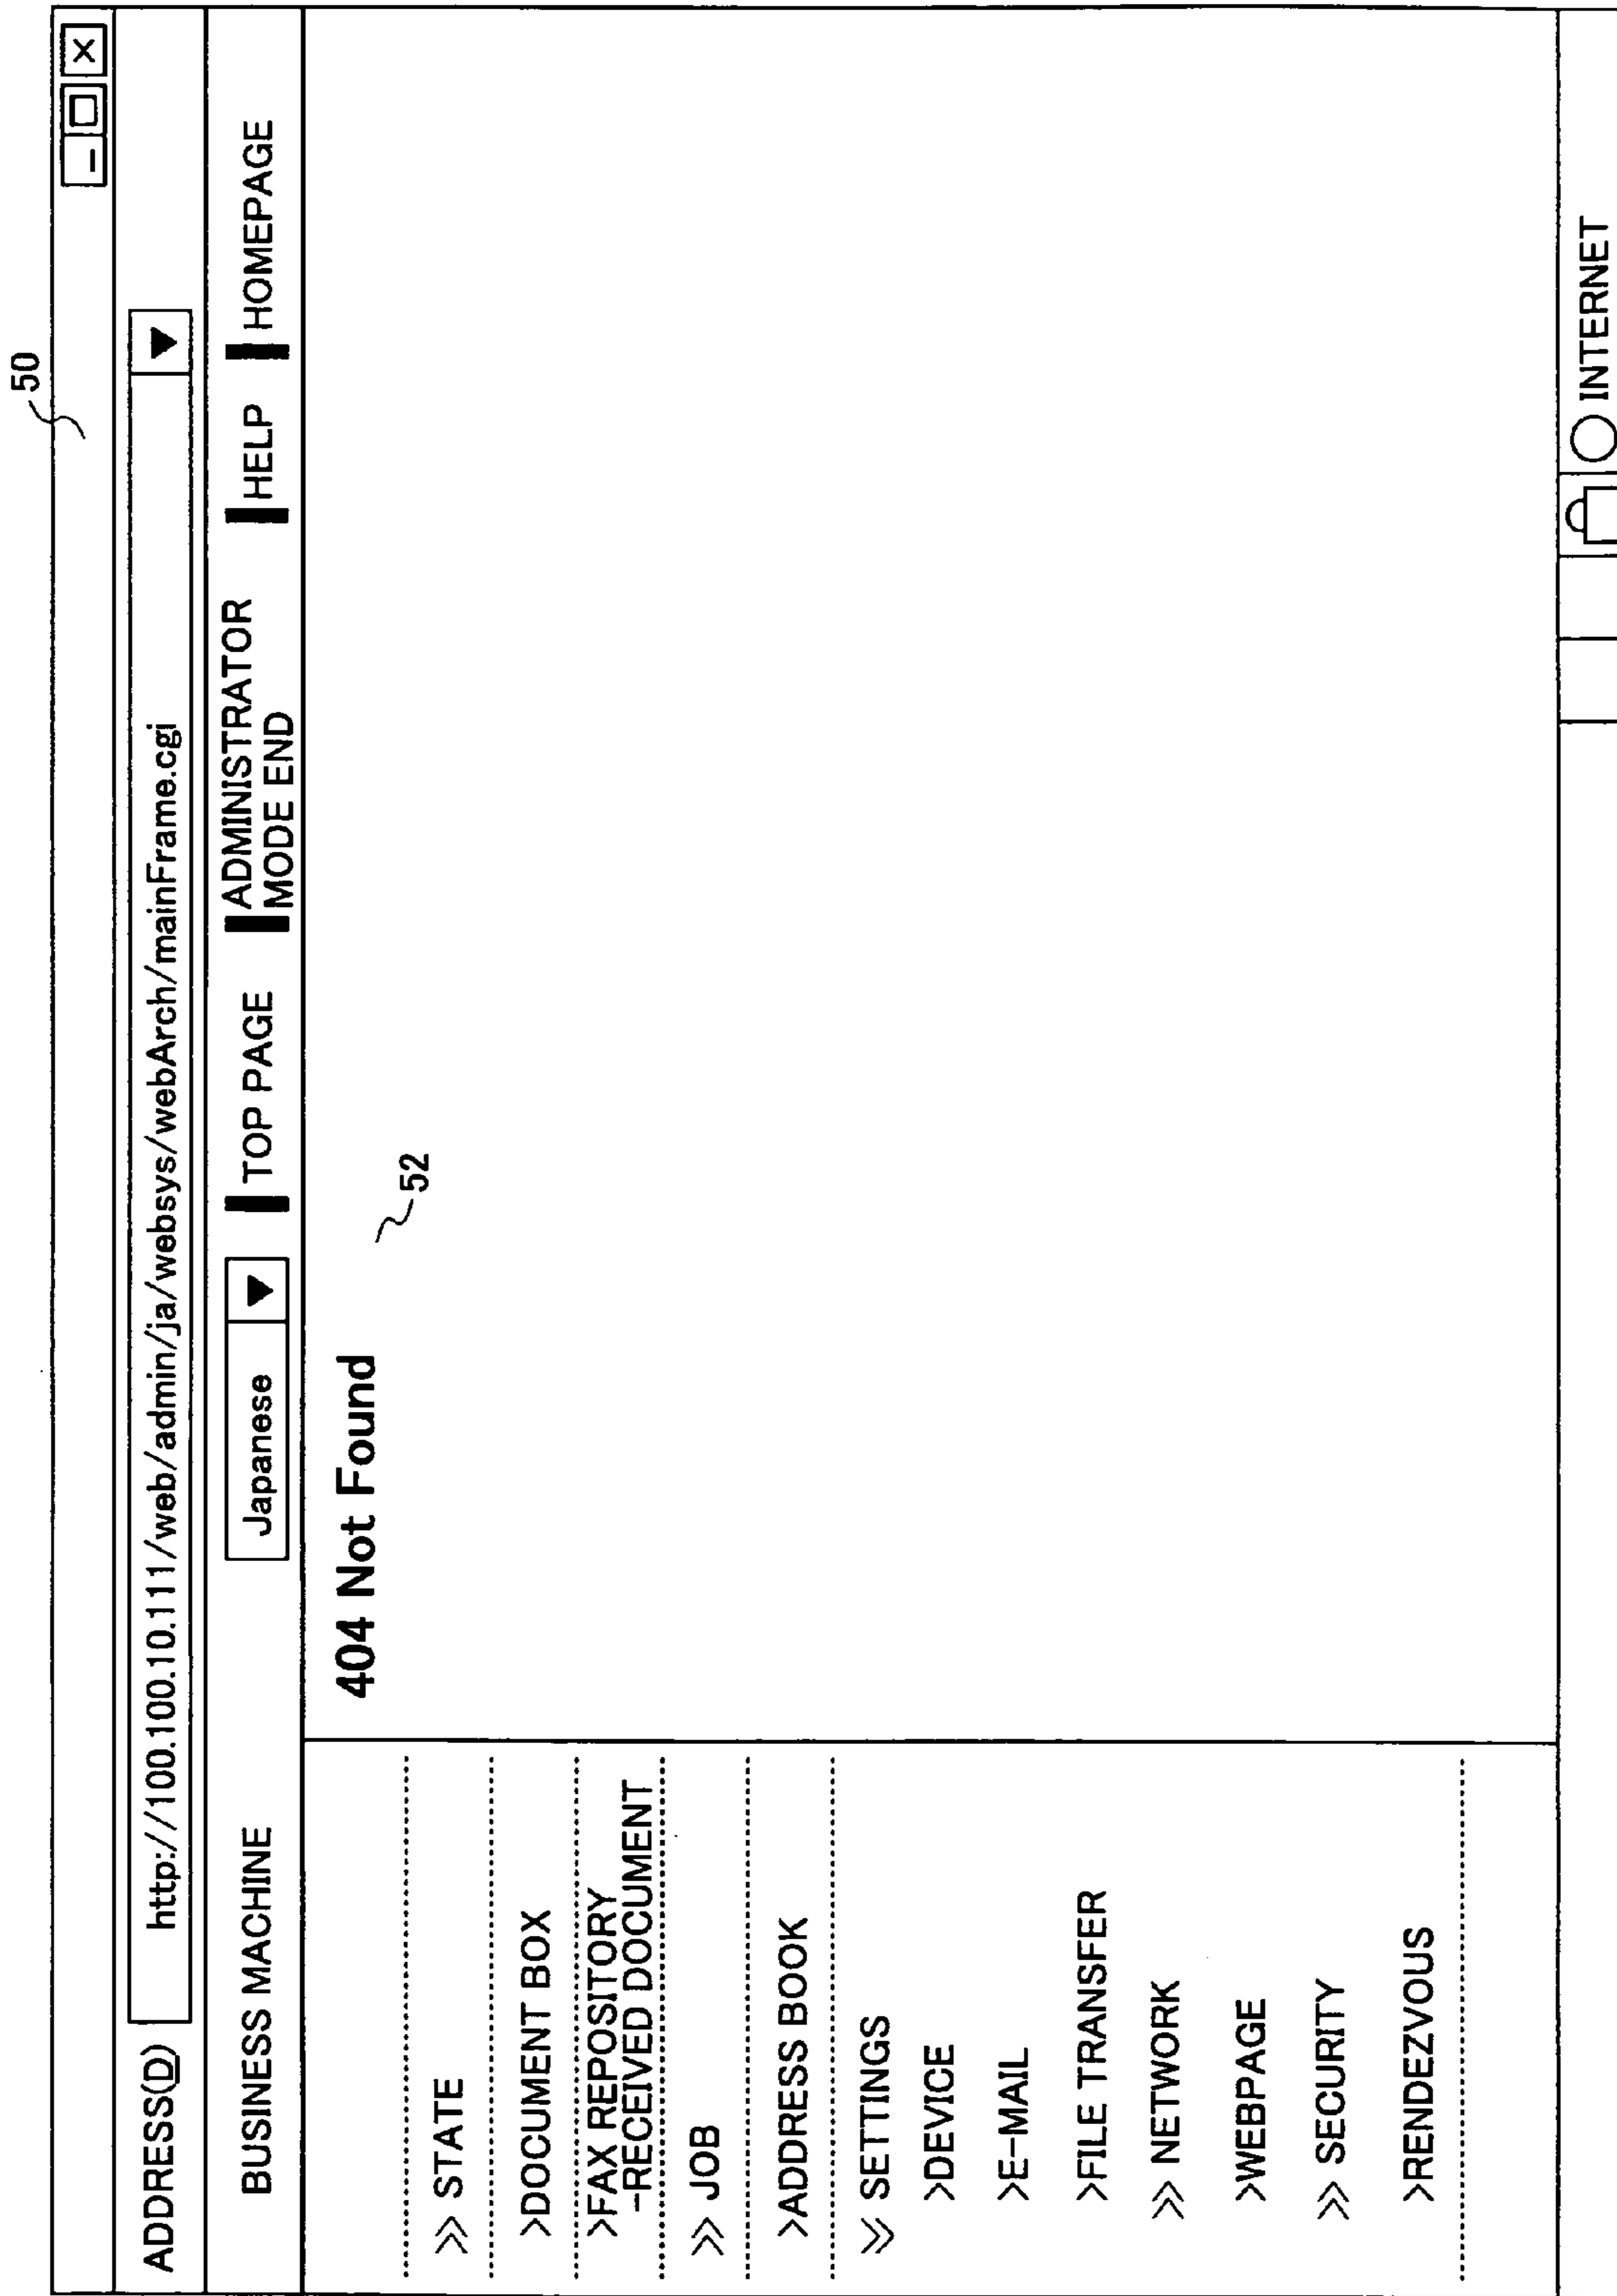 50
ADDRESS(D) http://100.100.10.111/web/admin/ja/websys/webArch/mainFrame.cgi ▼
BUSINESS MACHINE Japanese ▼ TOP PAGE ADMINISTRATOR MODE END HELP HOMEPAGE
404 Not Found
52
>> STATE
>DOCUMENT BOX
>FAX REPOSITORY
-RECEIVED DOCUMENT
>> JOB
>ADDRESS BOOK
>> SETTINGS
>DEVICE
>E-MAIL
>FILE TRANSFER
>> NETWORK
>WEBPAGE
>> SECURITY
>RENDEZVOUS
INTERNET